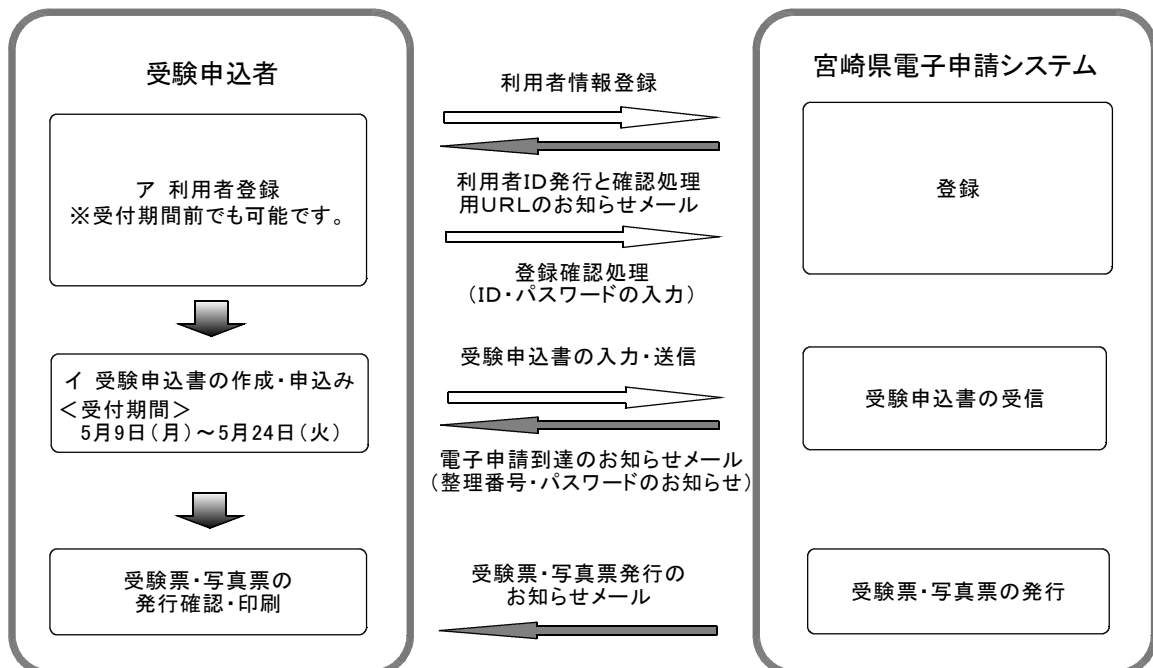 受験申込者
ア 利用者登録
※受付期間前でも可能です。
イ 受験申込書の作成・申込み
＜受付期間＞
5月9日（月）～5月24日（火）
受験票・写真票の
発行確認・印刷
利用者情報登録
利用者ID発行と確認処理
用URLのお知らせメール
登録確認処理
（ID・パスワードの入力）
受験申込書の入力・送信
電子申請到達のお知らせメール
（整理番号・パスワードのお知らせ）
受験票・写真票発行の
お知らせメール
宮崎県電子申請システム
登録
受験申込書の受信
受験票・写真票の発行